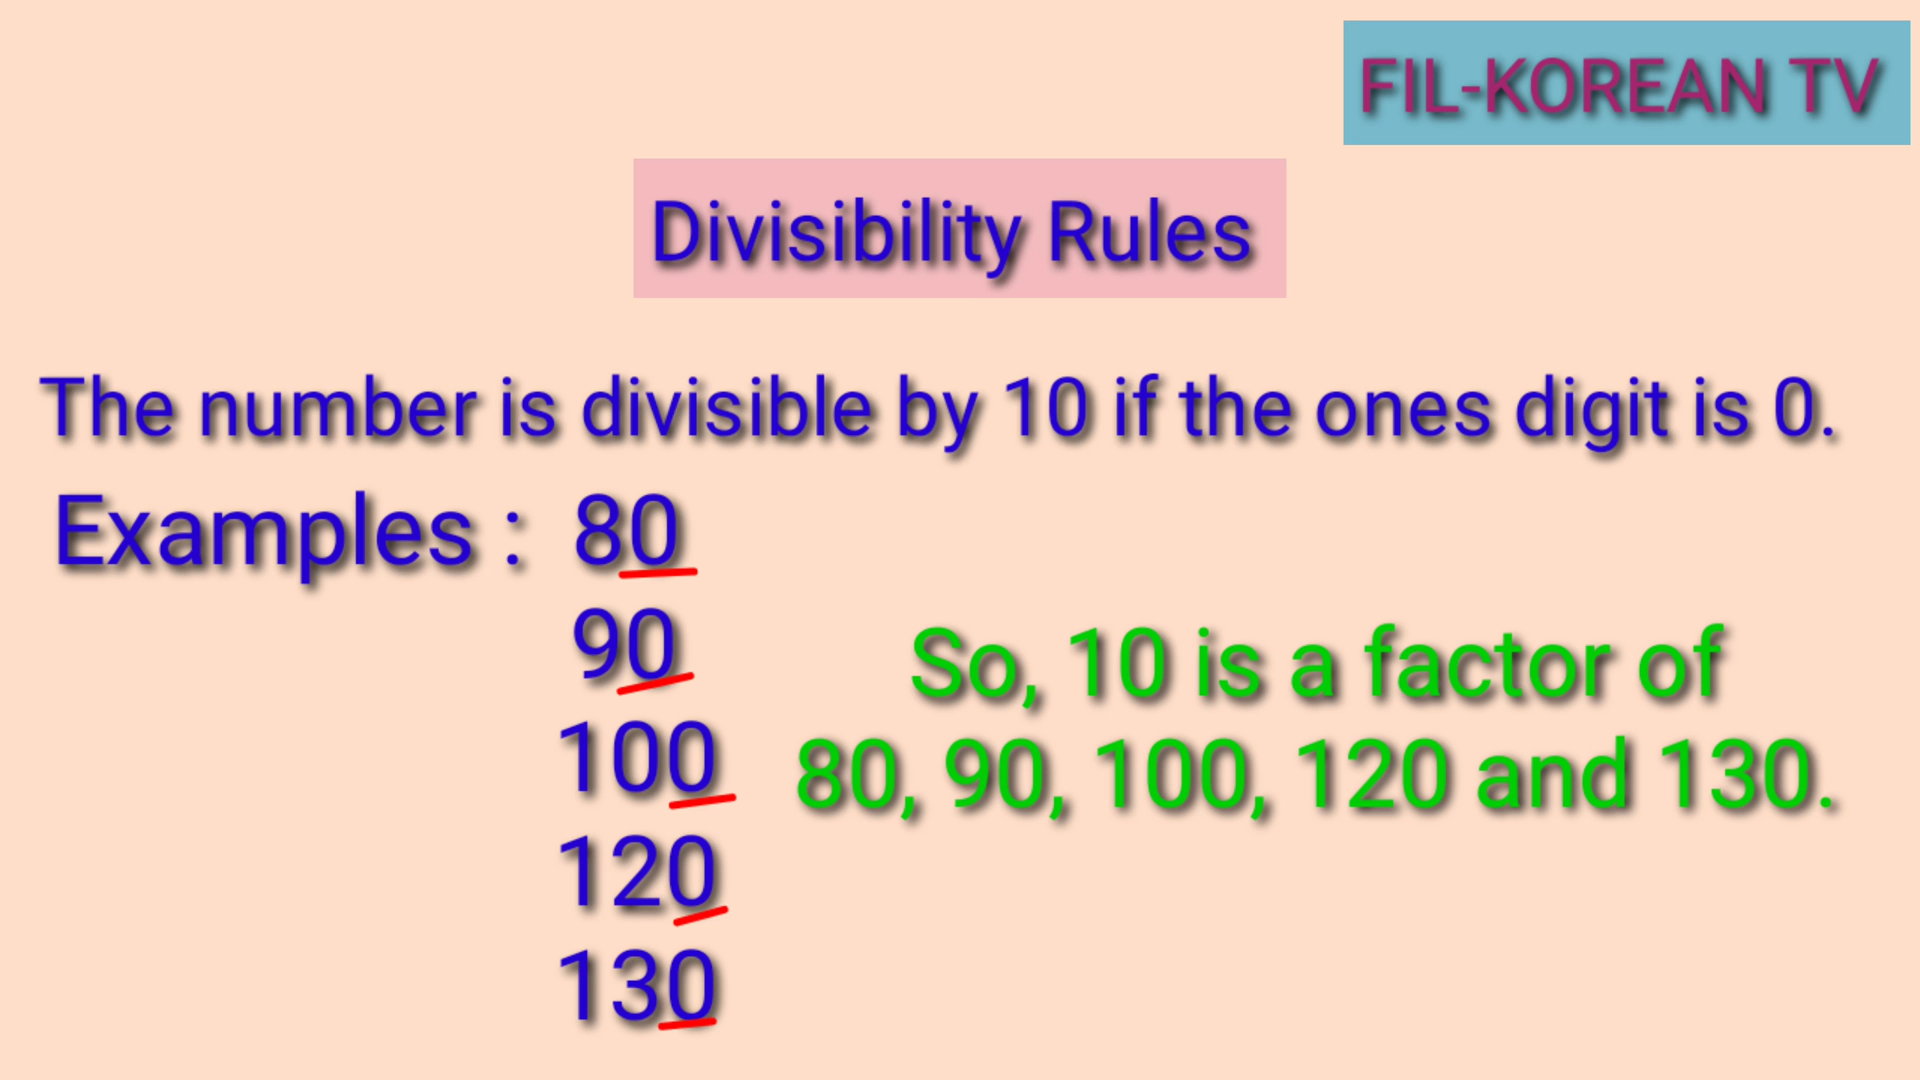 FIL-KOREAN TV
Divisibility Rules
The number is divisible by 10 if the ones digit is 0.
Examples : 80
90
100
120
130
So, 10 is a factor of
80, 90, 100, 120 and 130.